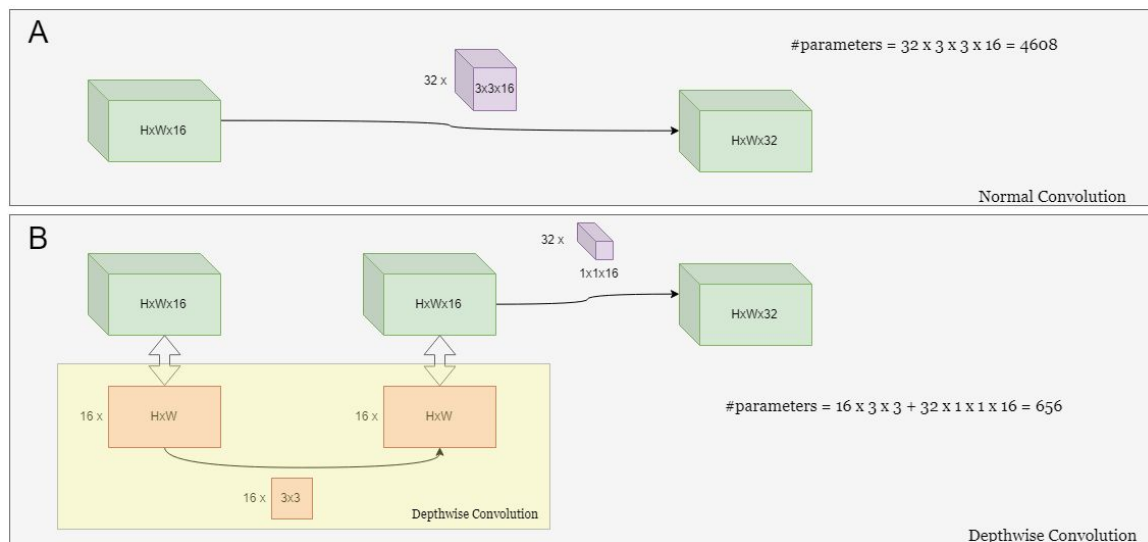 A
#parameters = 32 x 3 x 3 x 16 = 4608
32 x
3x3x16
HxWx16
HxWx32
Normal Convolution
B
32 x
1x1x16
HxWx16
HxWx16
HxWx32
16 x
HxW
16 x
HxW
#parameters = 16 x 3 x 3 + 32 x 1 x 1 x 16 = 656
16 x
3x3
Depthwise Convolution
Depthwise Convolution